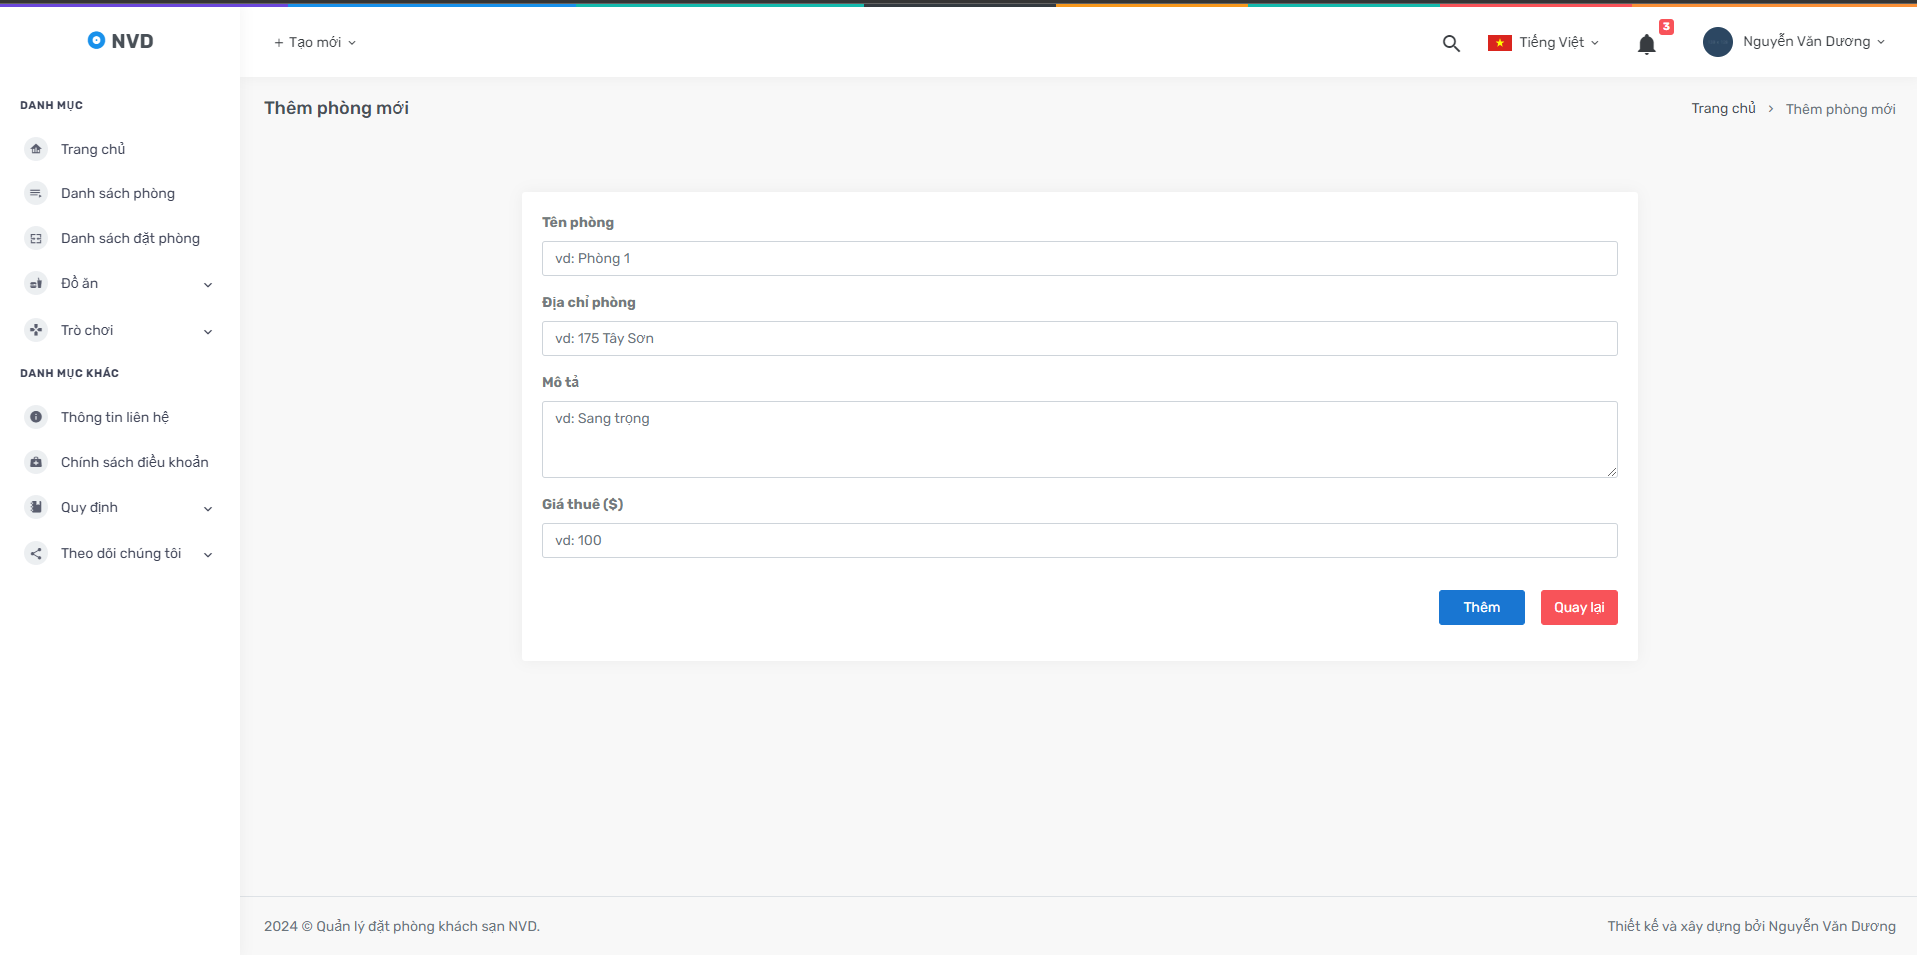 NVD
+ Tạo mới
Tiếng Việt
3
Nguyễn Văn Dương
DANH MỤC
Trang chủ
Danh sách phòng
Danh sách đặt phòng
Đồ ăn
Trò chơi
DANH MỤC KHÁC
Thông tin liên hệ
Chính sách điều khoản
Quy định
Theo dõi chúng tôi
Thêm phòng mới
Trang chủ > Thêm phòng mới
Tên phòng
vd: Phòng 1
Địa chỉ phòng
vd: 175 Tây Sơn
Mô tả
vd: Sang trọng
Giá thuê ($)
vd: 100
Thêm
Quay lại
2024 © Quản lý đặt phòng khách sạn NVD.
Thiết kế và xây dựng bởi Nguyễn Văn Dương